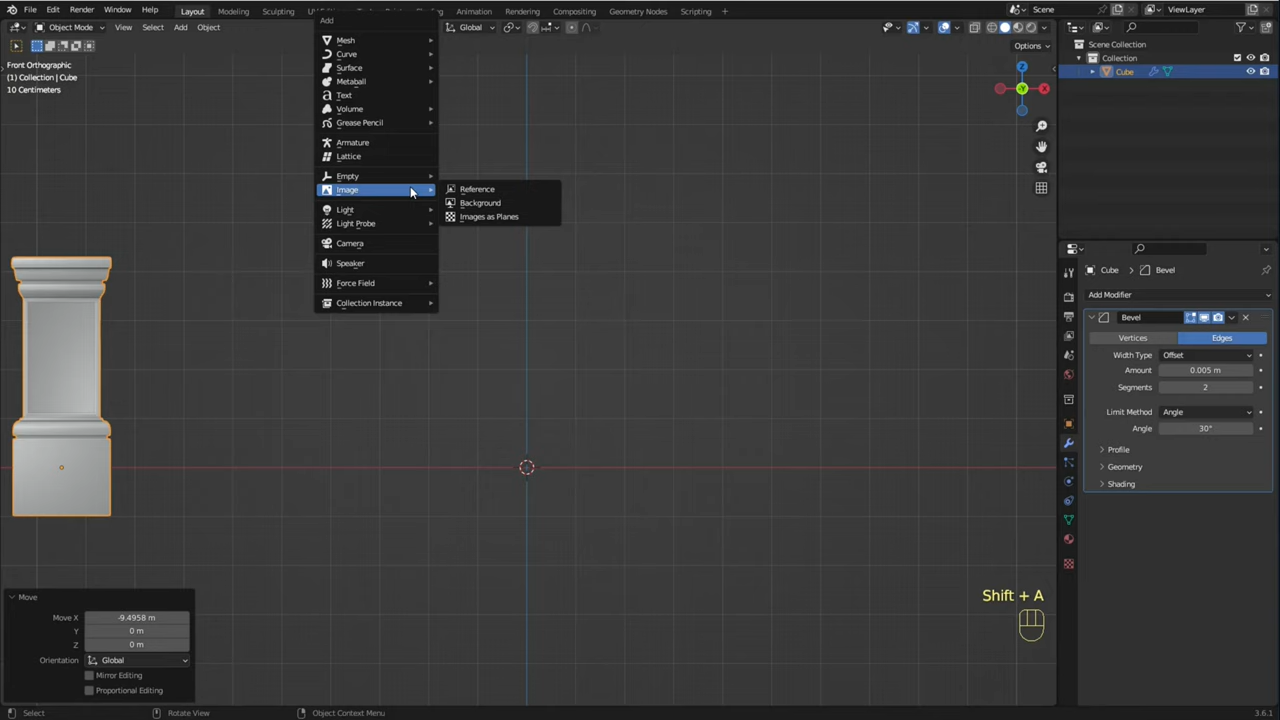 File Edit Render Window Help Layout Modeling Sculpting Animation Rendering Compositing Geometry Nodes Scripting + Scene ViewLayer
Object Mode View Select Add Object Global
Options
Front Orthographic
(1) Collection | Cube
10 Centimeters
Add
Mesh
Curve
Surface
Metaball
Text
Volume
Grease Pencil
Armature
Lattice
Empty
Image
Light
Light Probe
Camera
Speaker
Force Field
Collection Instance
Reference
Background
Images as Planes
Z
X
-Y
Scene Collection
Collection
Cube
Cube Bevel
Add Modifier
Bevel
Vertices Edges
Width Type Offset
Amount 0.005 m
Segments 2
Limit Method Angle
Angle 30°
Profile
Geometry
Shading
Shift + A
Move
Move X -9.4958 m
Y 0 m
Z 0 m
Orientation Global
Mirror Editing
Proportional Editing
Select Rotate View Object Context Menu 3.6.1